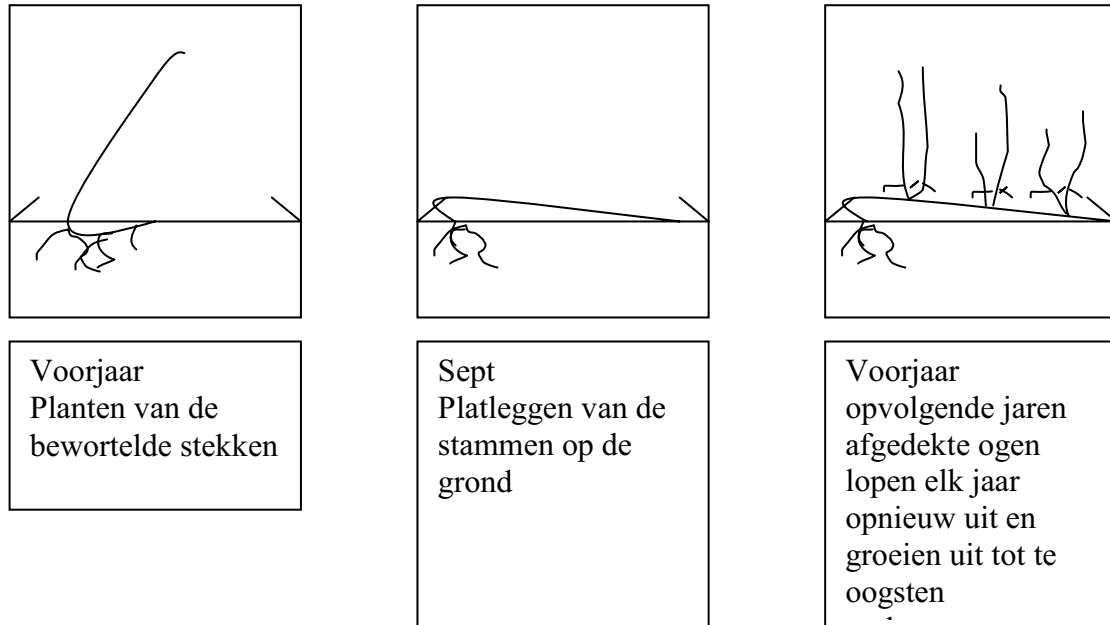 Voorjaar
Planten van de
bewortelde stekken
Sept
Platleggen van de
stammen op de
grond
Voorjaar
opvolgende jaren
afgedekte ogen
lopen elk jaar
opnieuw uit en
groeien uit tot te
oogsten